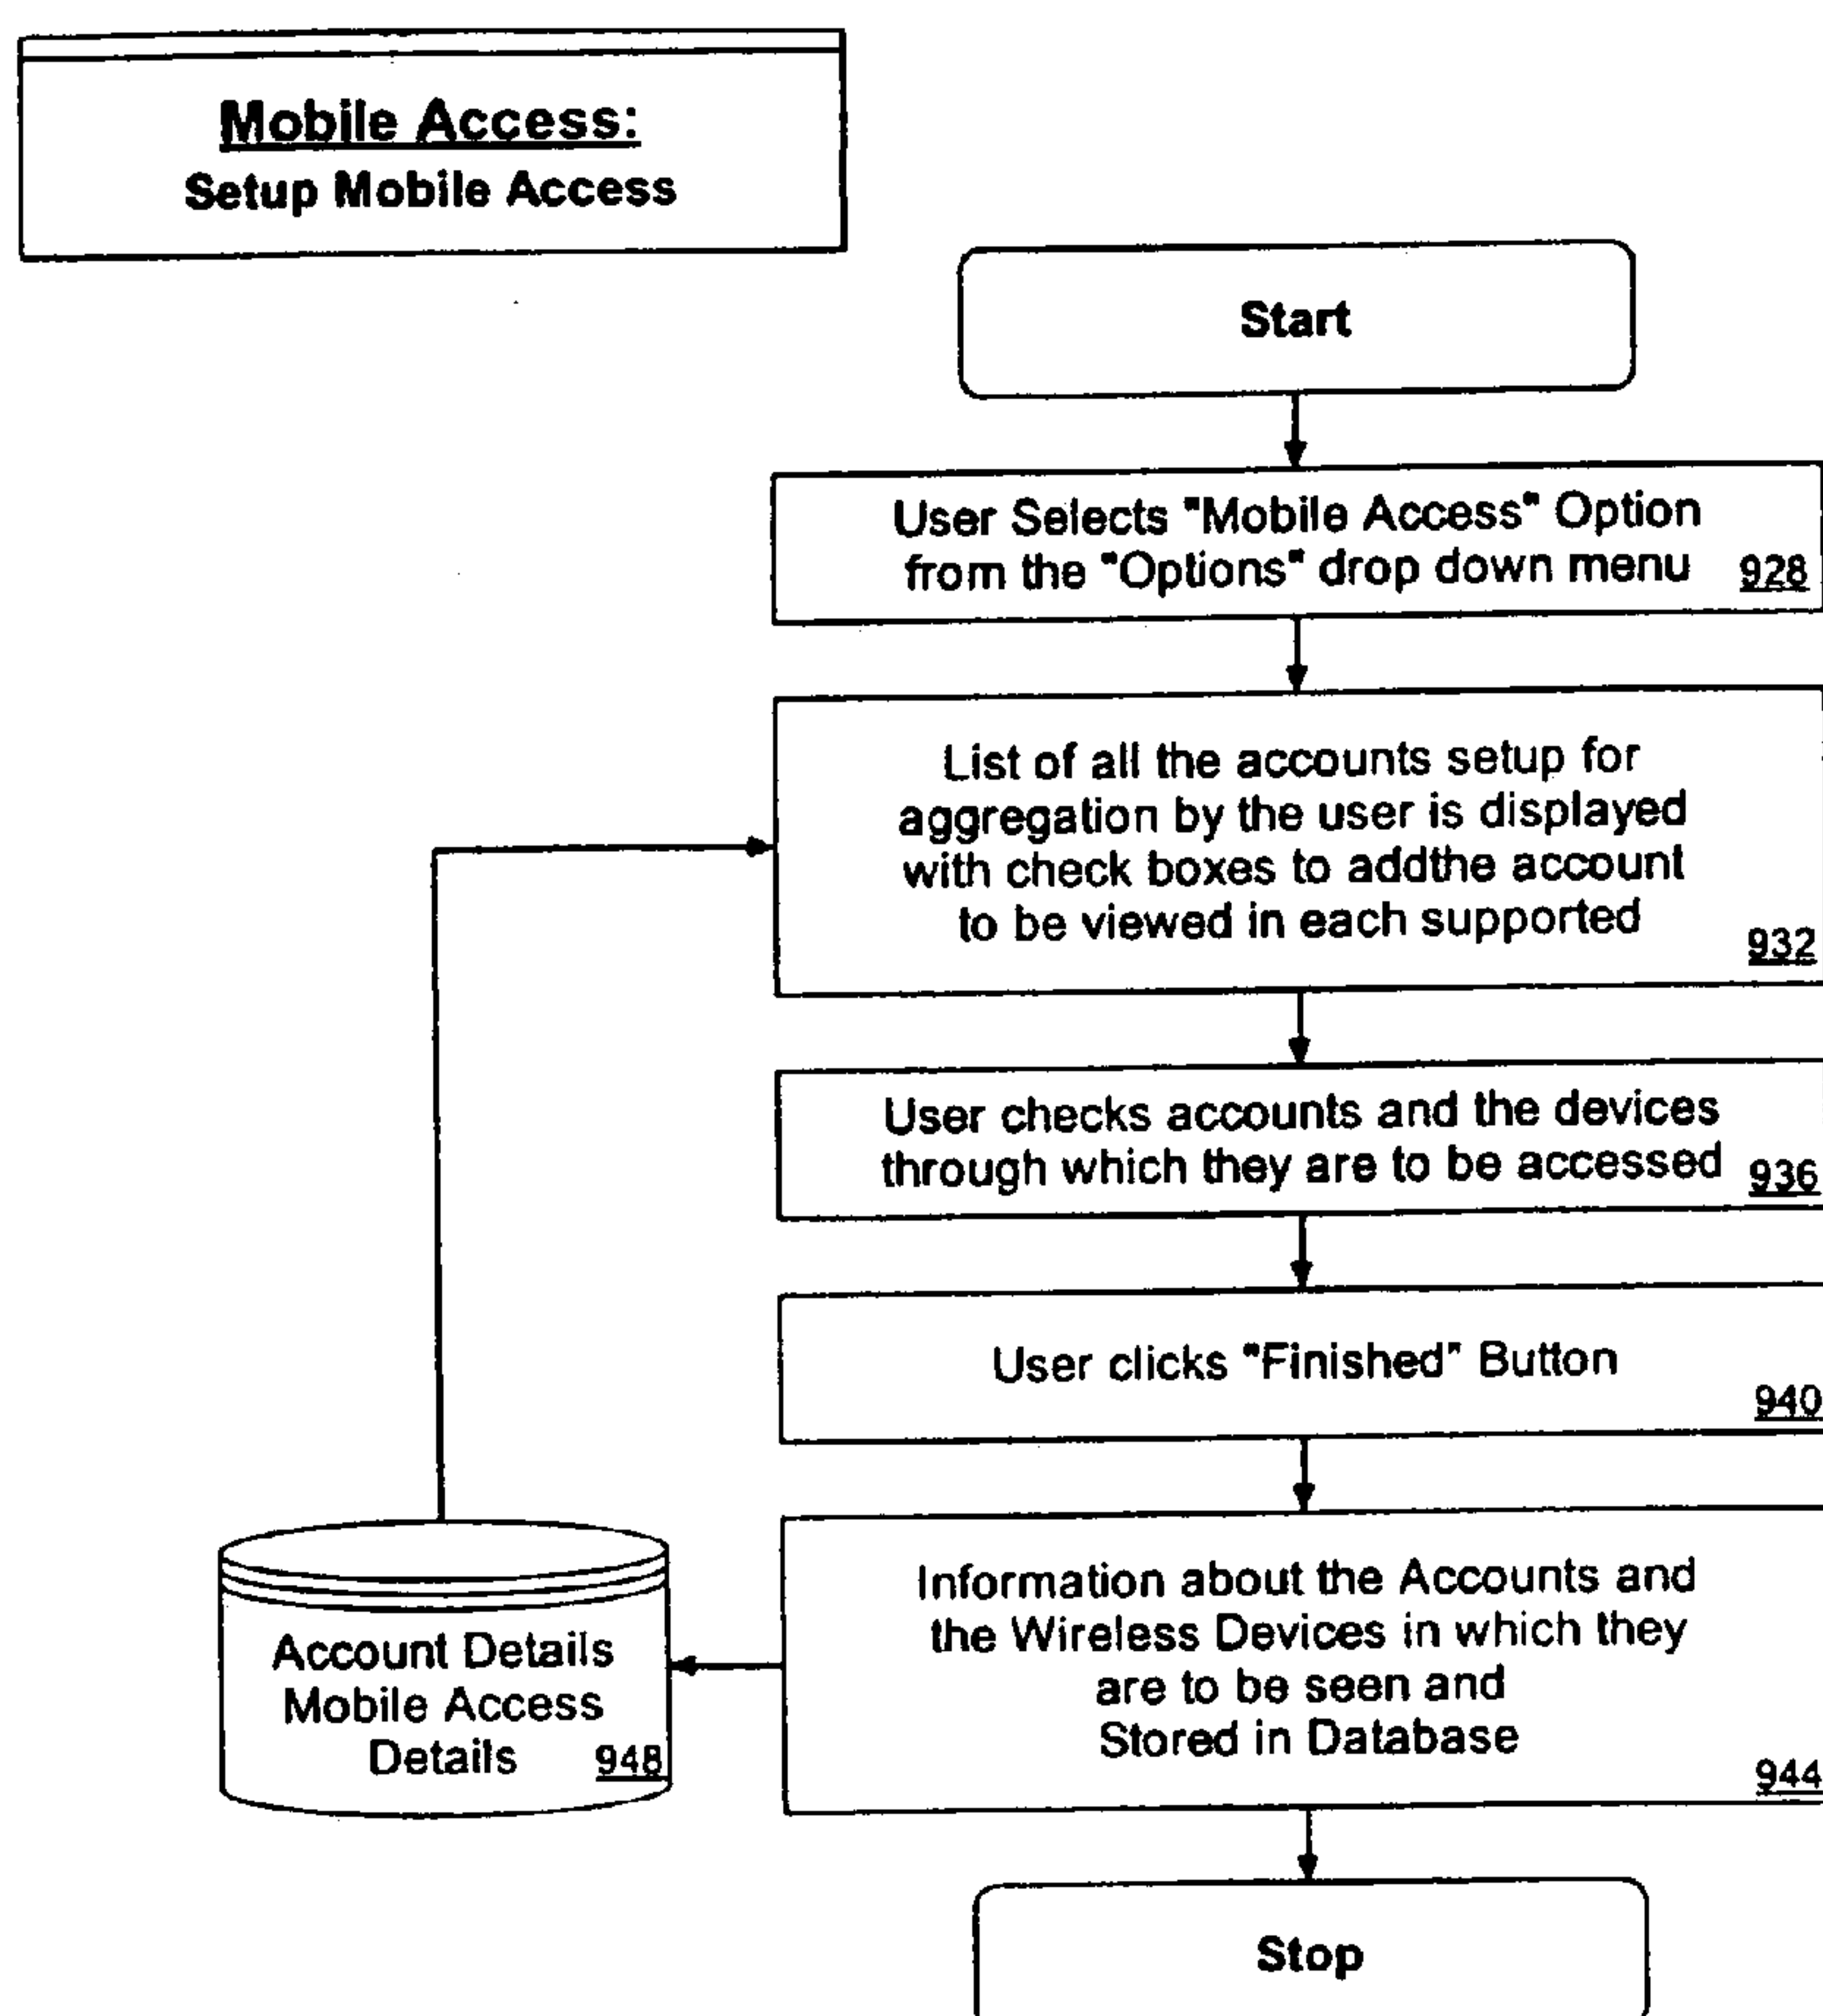 Mobile Access:
Setup Mobile Access
Start
User Selects "Mobile Access" Option
from the "Options" drop down menu 928
List of all the accounts setup for
aggregation by the user is displayed
with check boxes to addthe account
to be viewed in each supported
932
User checks accounts and the devices
through which they are to be accessed 936
User clicks "Finished" Button
940
Information about the Accounts and
the Wireless Devices in which they
are to be seen and
Stored in Database
944
Account Details
Mobile Access
Details 948
Stop